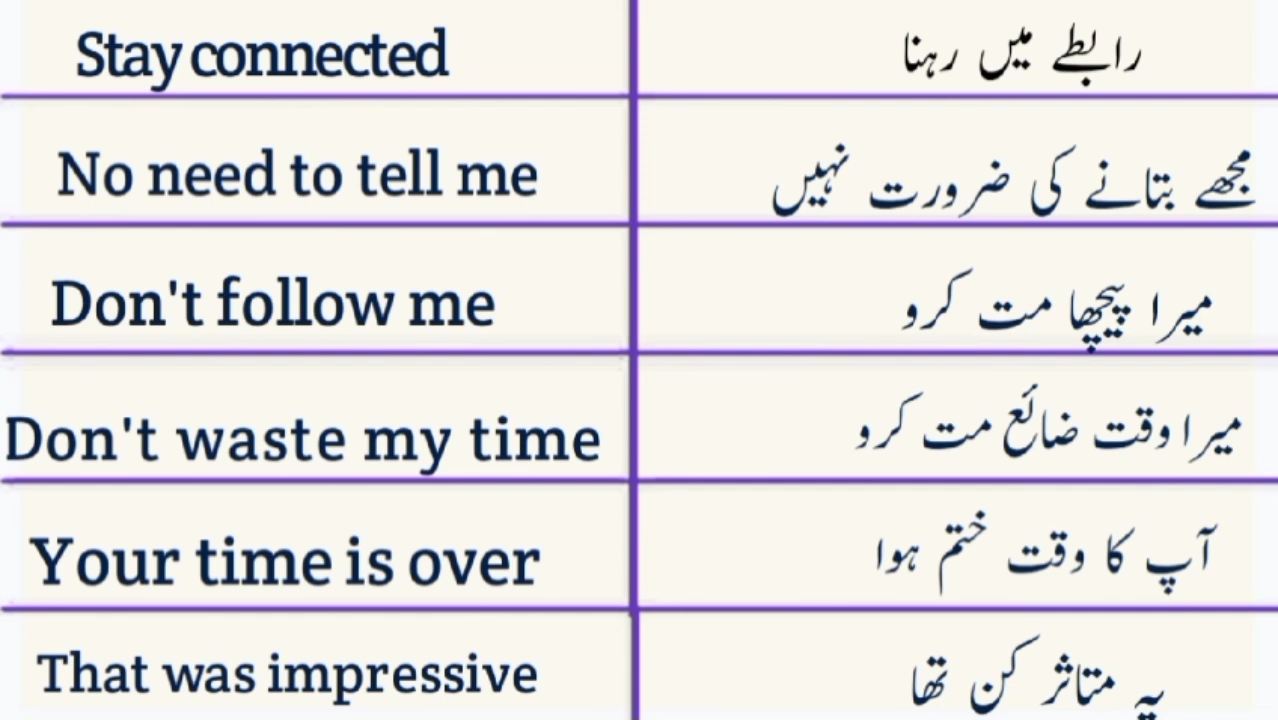 Stay connected
رابطے میں رہنا
No need to tell me
مجھے بتانے کی ضرورت نہیں
Don't follow me
میرا پیچھا مت کرو
Don't waste my time
میرا وقت ضائع مت کرو
Your time is over
آپ کا وقت ختم ہوا
That was impressive
یہ متاثر کن تھا